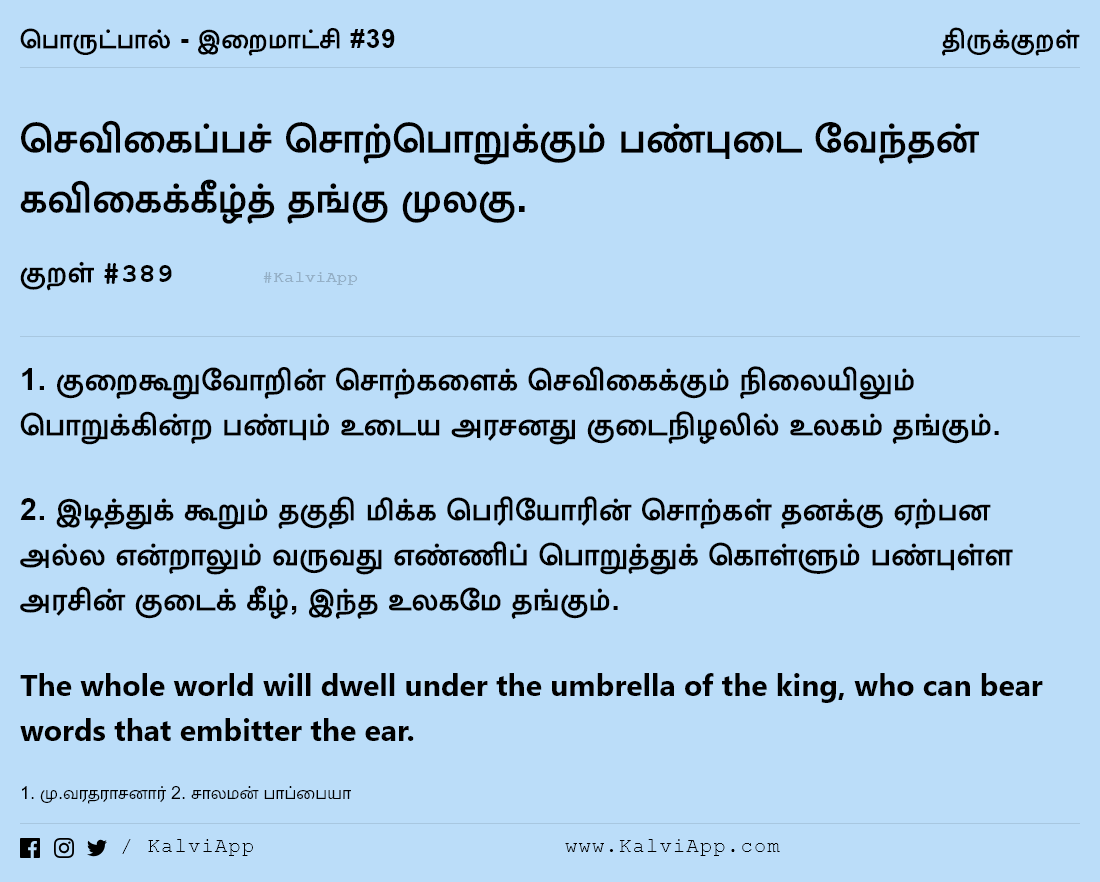 பொருட்பால் - இறைமாட்சி #39 திருக்குறள்
செவிகைப்பச் சொற்பொறுக்கும் பண்புடை வேந்தன்
கவிகைக்கீழ்த் தங்கு முலகு.
குறள் #389 #KalviApp
1. குறைகூறுவோறின் சொற்களைக் செவிகைக்கும் நிலையிலும்
பொறுக்கின்ற பண்பும் உடைய அரசனது குடைநிழலில் உலகம் தங்கும்.
2. இடித்துக் கூறும் தகுதி மிக்க பெரியோரின் சொற்கள் தனக்கு ஏற்பன
அல்ல என்றாலும் வருவது எண்ணிப் பொறுத்துக் கொள்ளும் பண்புள்ள
அரசின் குடைக் கீழ், இந்த உலகமே தங்கும்.
The whole world will dwell under the umbrella of the king, who can bear
words that embitter the ear.
1. மு.வரதராசனார் 2. சாலமன் பாப்பையா
/ KalviApp www.KalviApp.com